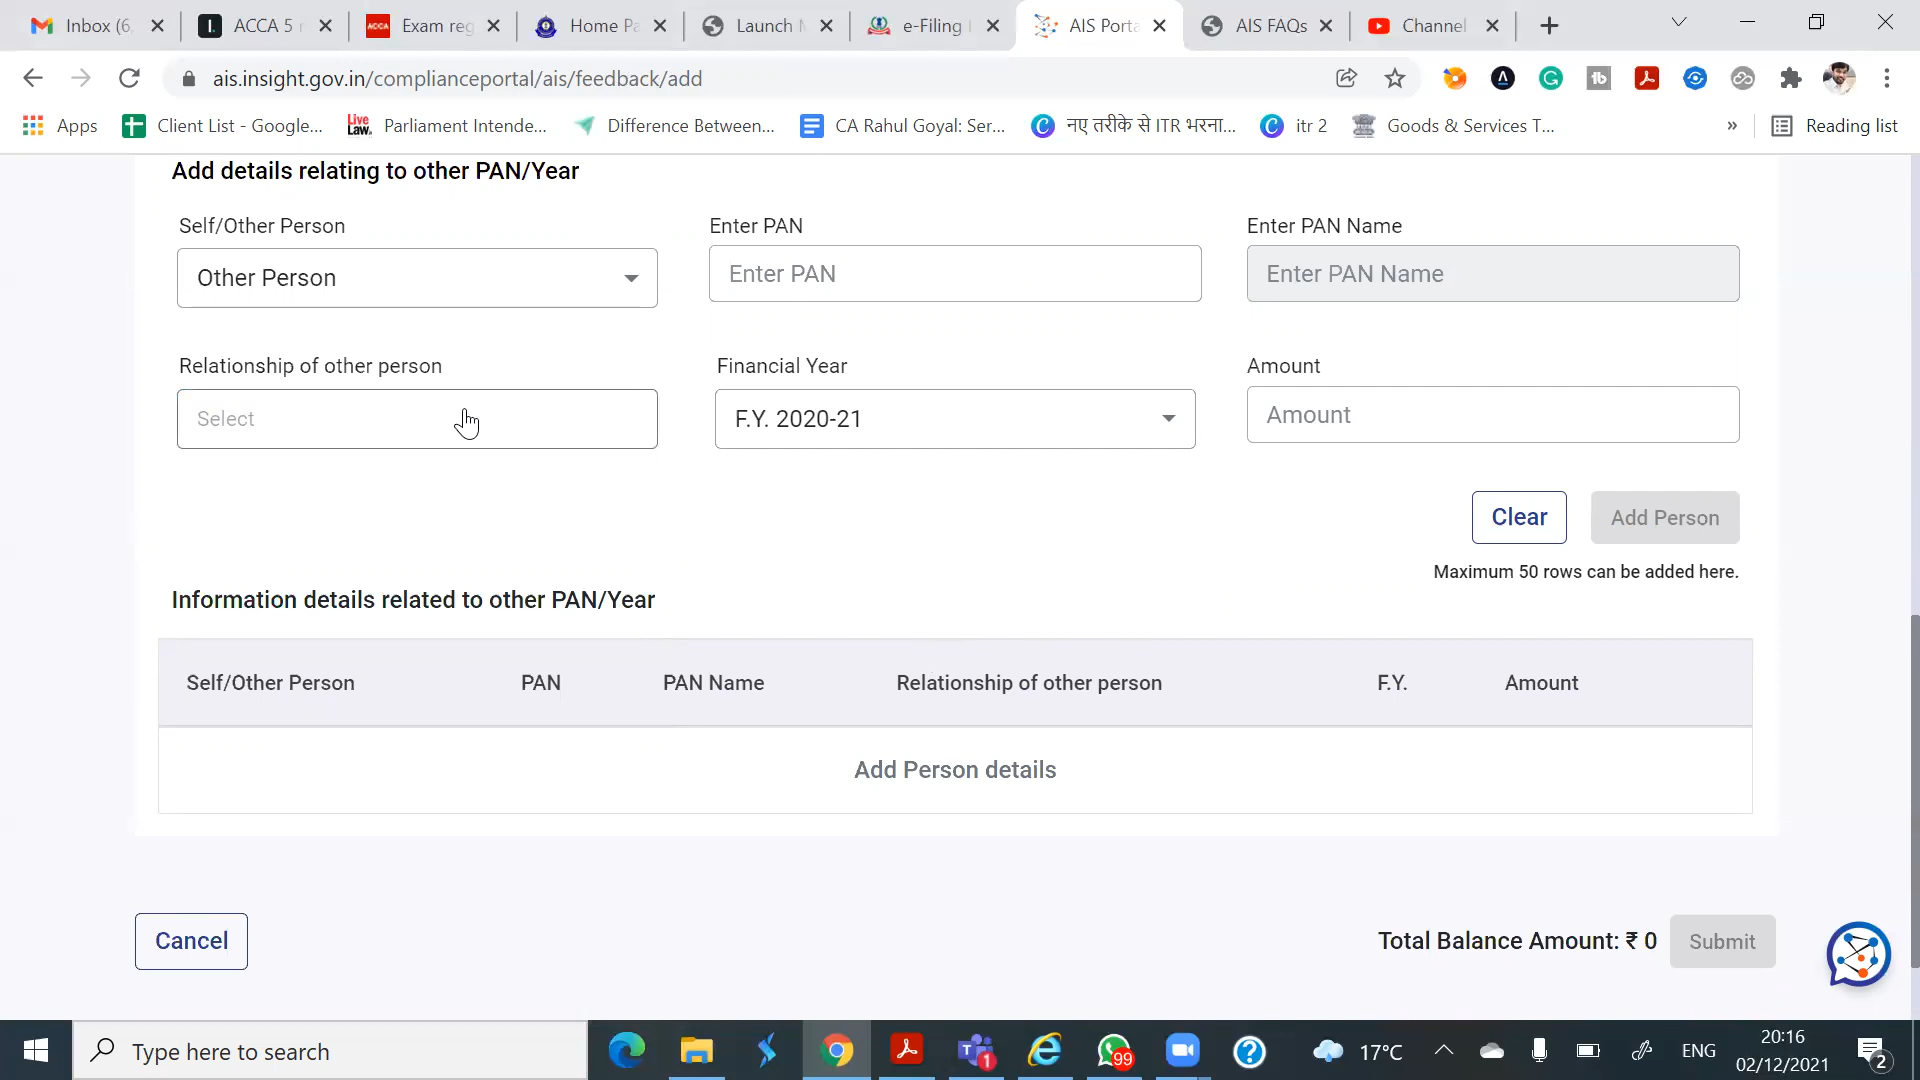 Inbox (6,
ACCA 5 r
ACCA
Exam reg
Home Pa
Launch
e-Filing
AIS Porta
AIS FAQs
Channel
ais.insight.gov.in/complianceportal/ais/feedback/add
Apps
Client List - Google...
Live Law.
Parliament Intende...
Difference Between...
CA Rahul Goyal: Ser...
नए तरीके से ITR भरना...
itr 2
Goods & Services T...
»
Reading list
Add details relating to other PAN/Year
Self/Other Person
Enter PAN
Enter PAN Name
Other Person
Enter PAN
Enter PAN Name
Relationship of other person
Financial Year
Amount
Select
F.Y. 2020-21
Amount
Clear
Add Person
Maximum 50 rows can be added here.
Information details related to other PAN/Year
Self/Other Person
PAN
PAN Name
Relationship of other person
F.Y.
Amount
Add Person details
Cancel
Total Balance Amount: ₹ 0
Submit
Type here to search
1
99
17°C
ENG
20:16
02/12/2021
2